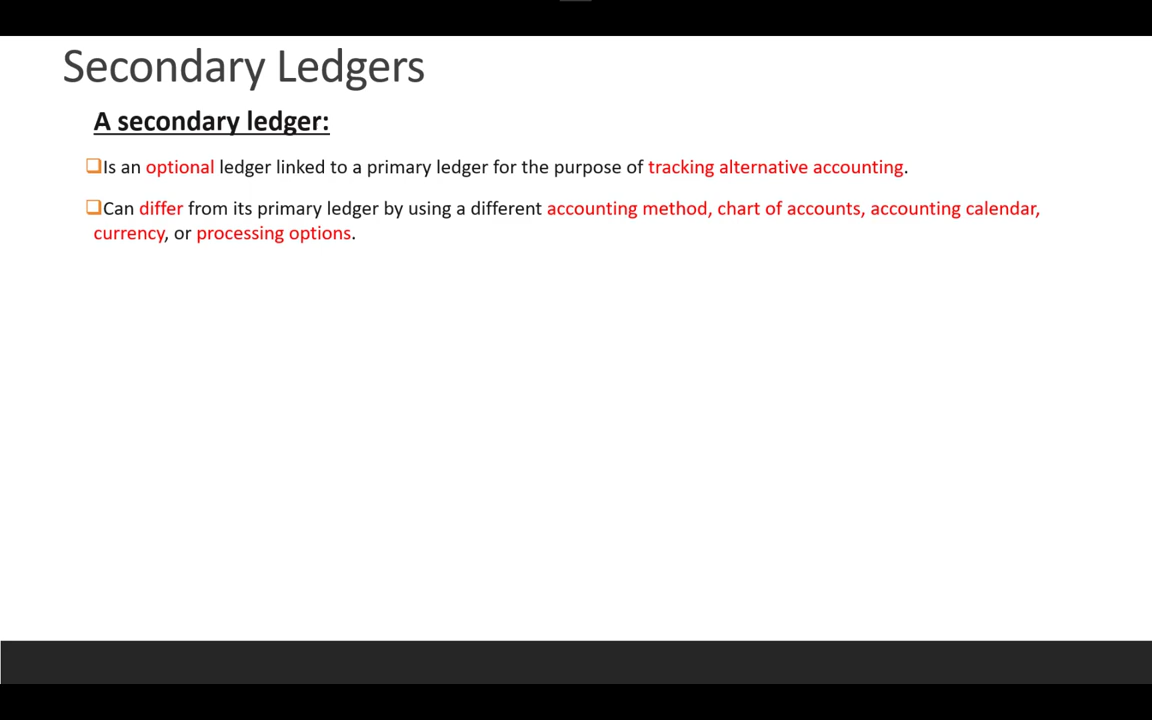 Secondary Ledgers
A secondary ledger:
Is an optional ledger linked to a primary ledger for the purpose of tracking alternative accounting.
Can differ from its primary ledger by using a different accounting method, chart of accounts, accounting calendar,
currency, or processing options.